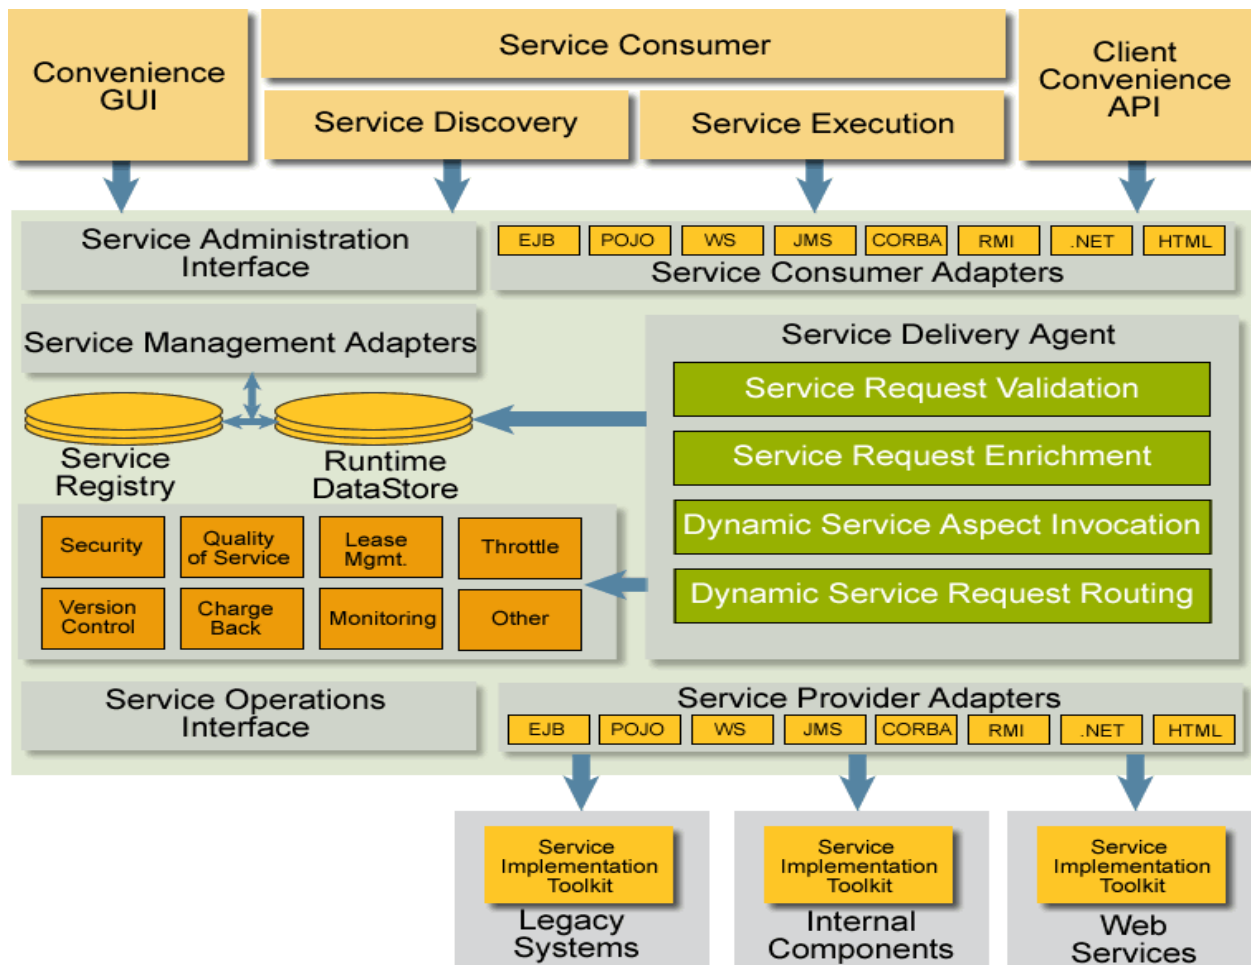 Convenience
GUI
Service Consumer
Service Discovery
Service Execution
Client
Convenience
API
Service Administration
Interface
EJB
POJO
WS
JMS
CORBA
RMI
.NET
HTML
Service Consumer Adapters
Service Management Adapters
Service
Registry
Runtime
DataStore
Service Delivery Agent
Service Request Validation
Service Request Enrichment
Dynamic Service Aspect Invocation
Dynamic Service Request Routing
Security
Quality
of Service
Lease
Mgmt.
Throttle
Version
Control
Charge
Back
Monitoring
Other
Service Operations
Interface
Service Provider Adapters
EJB
POJO
WS
JMS
CORBA
RMI
.NET
HTML
Service
Implementation
Toolkit
Legacy
Systems
Service
Implementation
Toolkit
Internal
Components
Service
Implementation
Toolkit
Web
Services